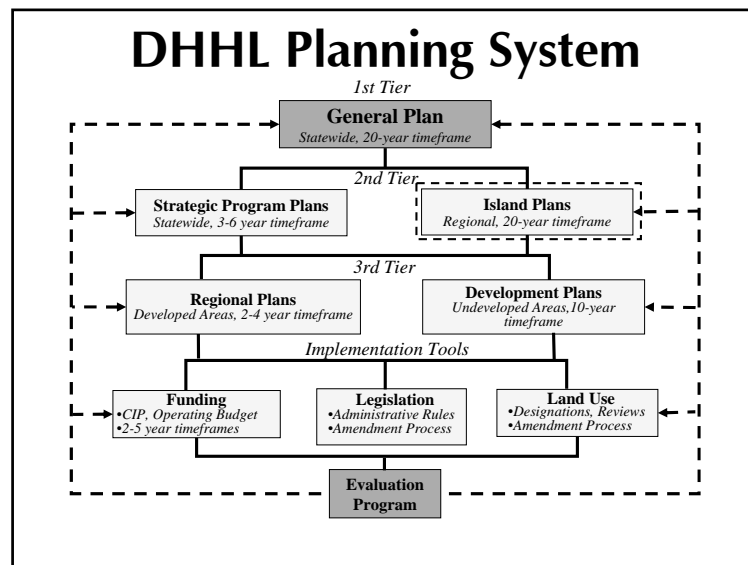 DHHL Planning System
1st Tier
General Plan
Statewide, 20-year timeframe
2nd Tier
Strategic Program Plans
Statewide, 3-6 year timeframe
Island Plans
Regional, 20-year timeframe
3rd Tier
Regional Plans
Developed Areas, 2-4 year timeframe
Development Plans
Undeveloped Areas,10-year
timeframe
Implementation Tools
Funding
•CIP, Operating Budget
•2-5 year timeframes
Legislation
•Administrative Rules
•Amendment Process
Land Use
•Designations, Reviews
•Amendment Process
Evaluation
Program